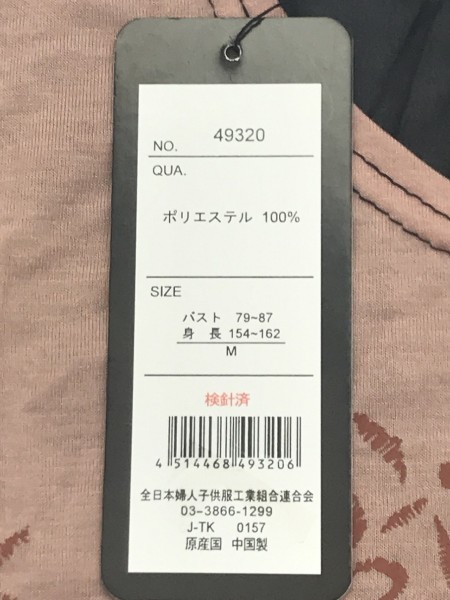 NO. 49320
QUA.
ポリエステル 100%
SIZE
バスト 79~87
身 長 154~162
M
検針済
4 514468 493206
全日本婦人子供服工業組合連合会
03-3866-1299
J-TK 0157
原産国 中国製